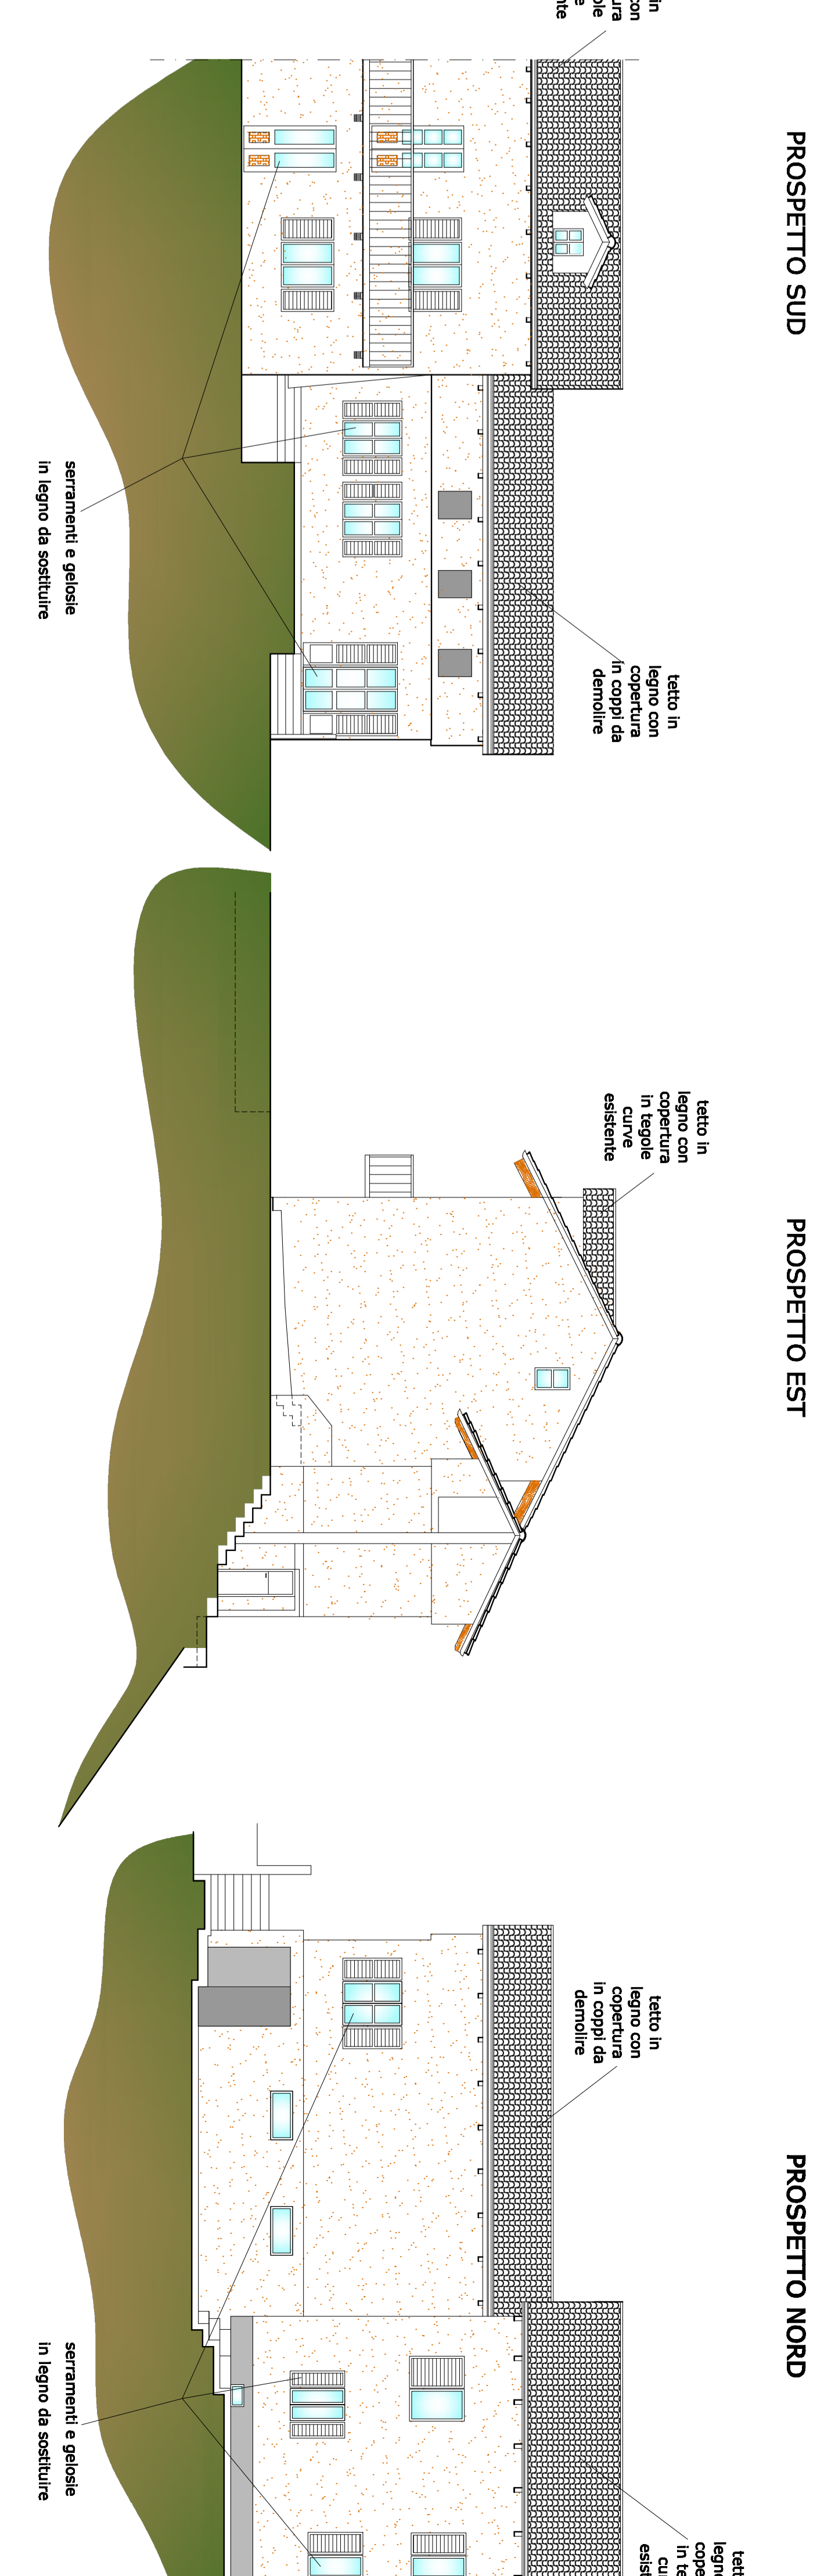 PROSPETTO SUD
tetto in
legno con
copertura
in coppi da
demolire
serramenti e gelosie
in legno da sostituire
PROSPETTO EST
tetto in
legno con
copertura
in tegole
curve
esistente
PROSPETTO NORD
tetto in
legno con
copertura
in coppi da
demolire
serramenti e gelosie
in legno da sostituire